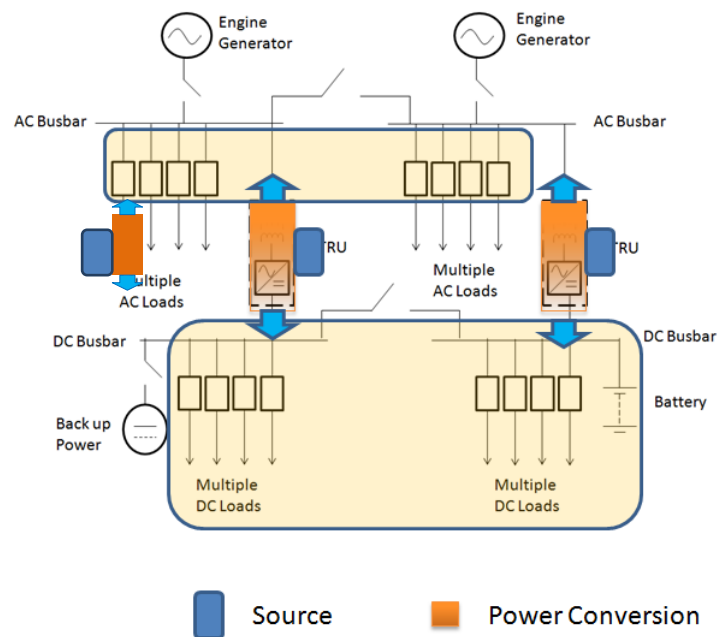 Engine
Generator
Engine
Generator
AC Busbar
AC Busbar
TRU
TRU
Multiple
AC Loads
Multiple
AC Loads
DC Busbar
DC Busbar
Back up
Power
Battery
Multiple
DC Loads
Multiple
DC Loads
Source
Power Conversion